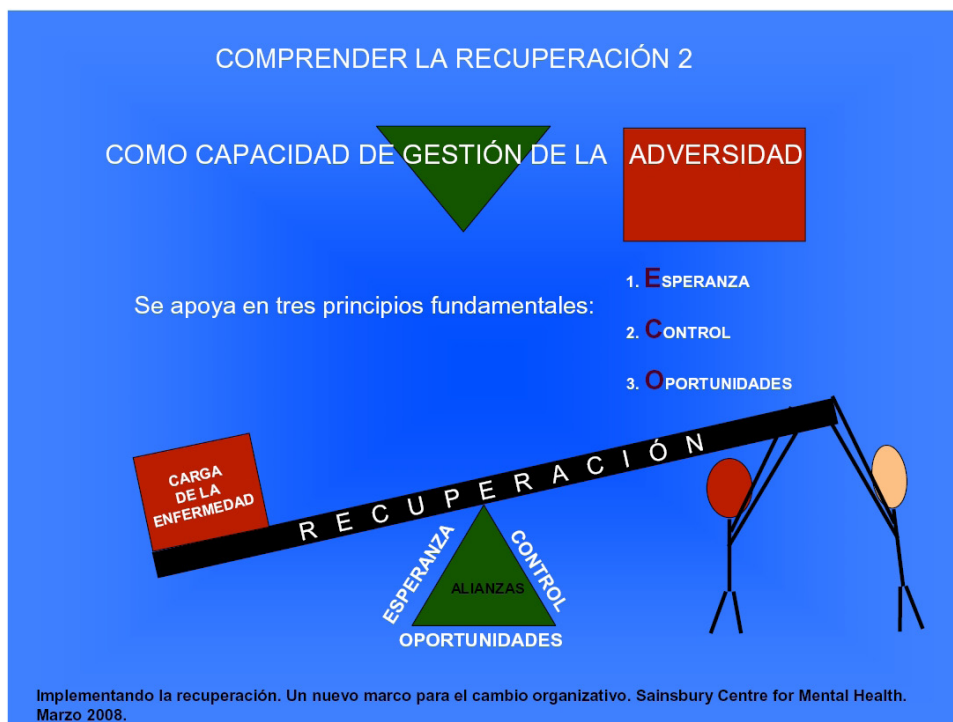 COMPRENDER LA RECUPERACIÓN 2
COMO CAPACIDAD DE GESTIÓN DE LA ADVERSIDAD
Se apoya en tres principios fundamentales:
1. ESPERANZA
2. CONTROL
3. OPORTUNIDADES
CARGA
DE LA
ENFERMEDAD
RECUPERACIÓN
ESPERANZA
CONTROL
ALIANZAS
OPORTUNIDADES
Implementando la recuperación. Un nuevo marco para el cambio organizativo. Sainsbury Centre for Mental Health.
Marzo 2008.